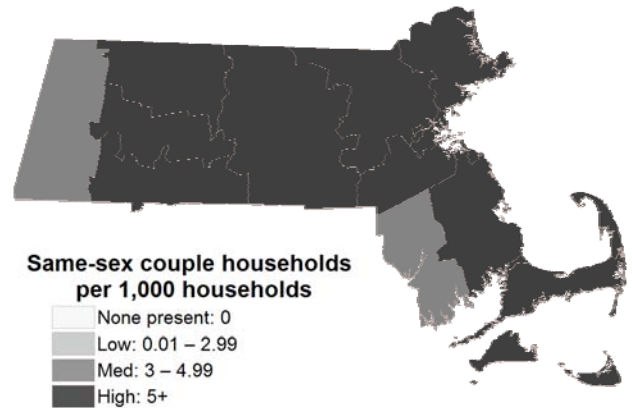 Same-sex couple households
per 1,000 households
None present: 0
Low: 0.01 – 2.99
Med: 3 – 4.99
High: 5+